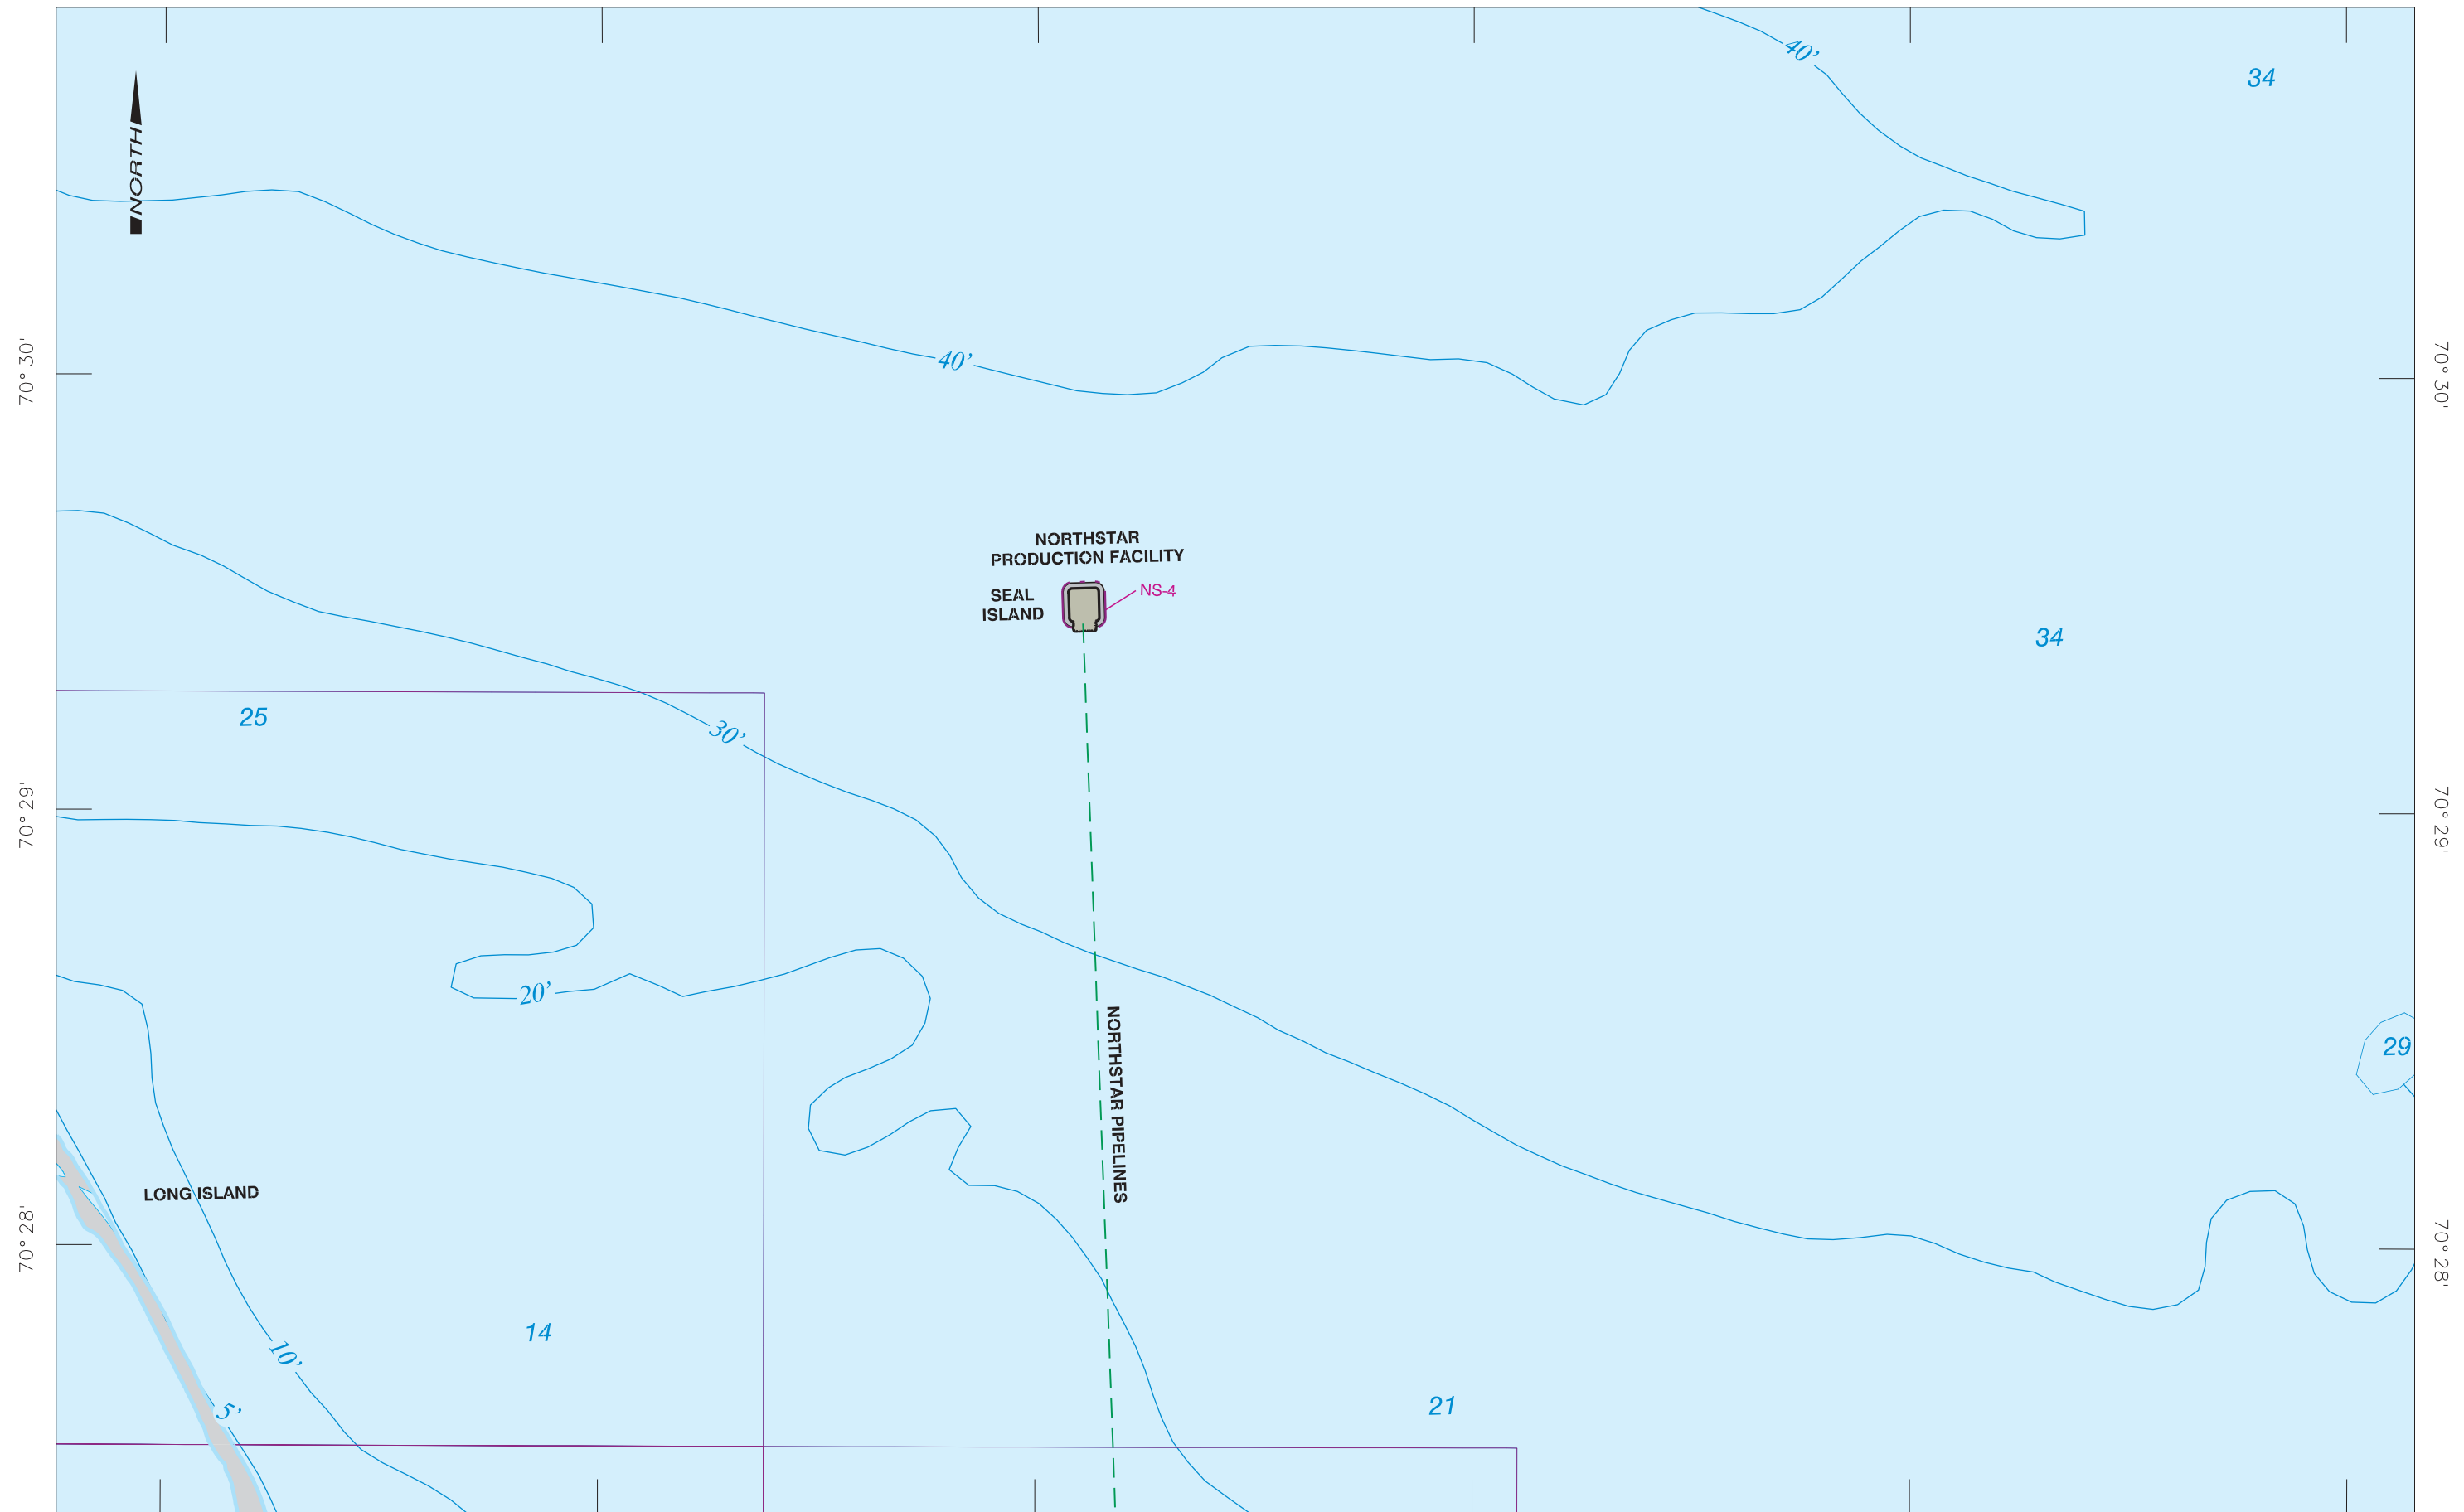 40’
34
NORTH
70° 30'
70° 30'
40’
NORTHSTAR
PRODUCTION FACILITY
SEAL
ISLAND
NS-4
34
25
30’
70° 29'
70° 29'
20’
NORTHSTAR PIPELINES
29
LONG ISLAND
70° 28'
70° 28'
14
10’
5’
21